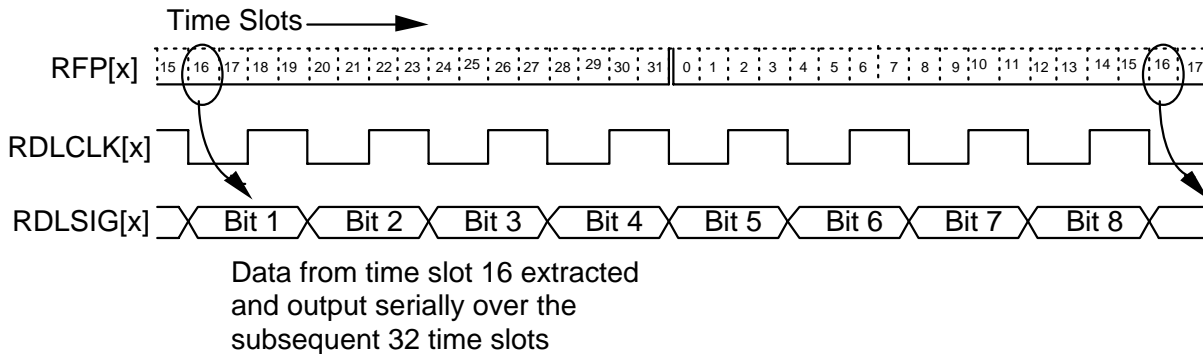 Time Slots
RFP[x] 15 16 17 18 19 20 21 22 23 24 25 26 27 28 29 30 31 0 1 2 3 4 5 6 7 8 9 10 11 12 13 14 15 16 17
RDLCLK[x]
RDLSIG[x] Bit 1 Bit 2 Bit 3 Bit 4 Bit 5 Bit 6 Bit 7 Bit 8
Data from time slot 16 extracted
and output serially over the
subsequent 32 time slots